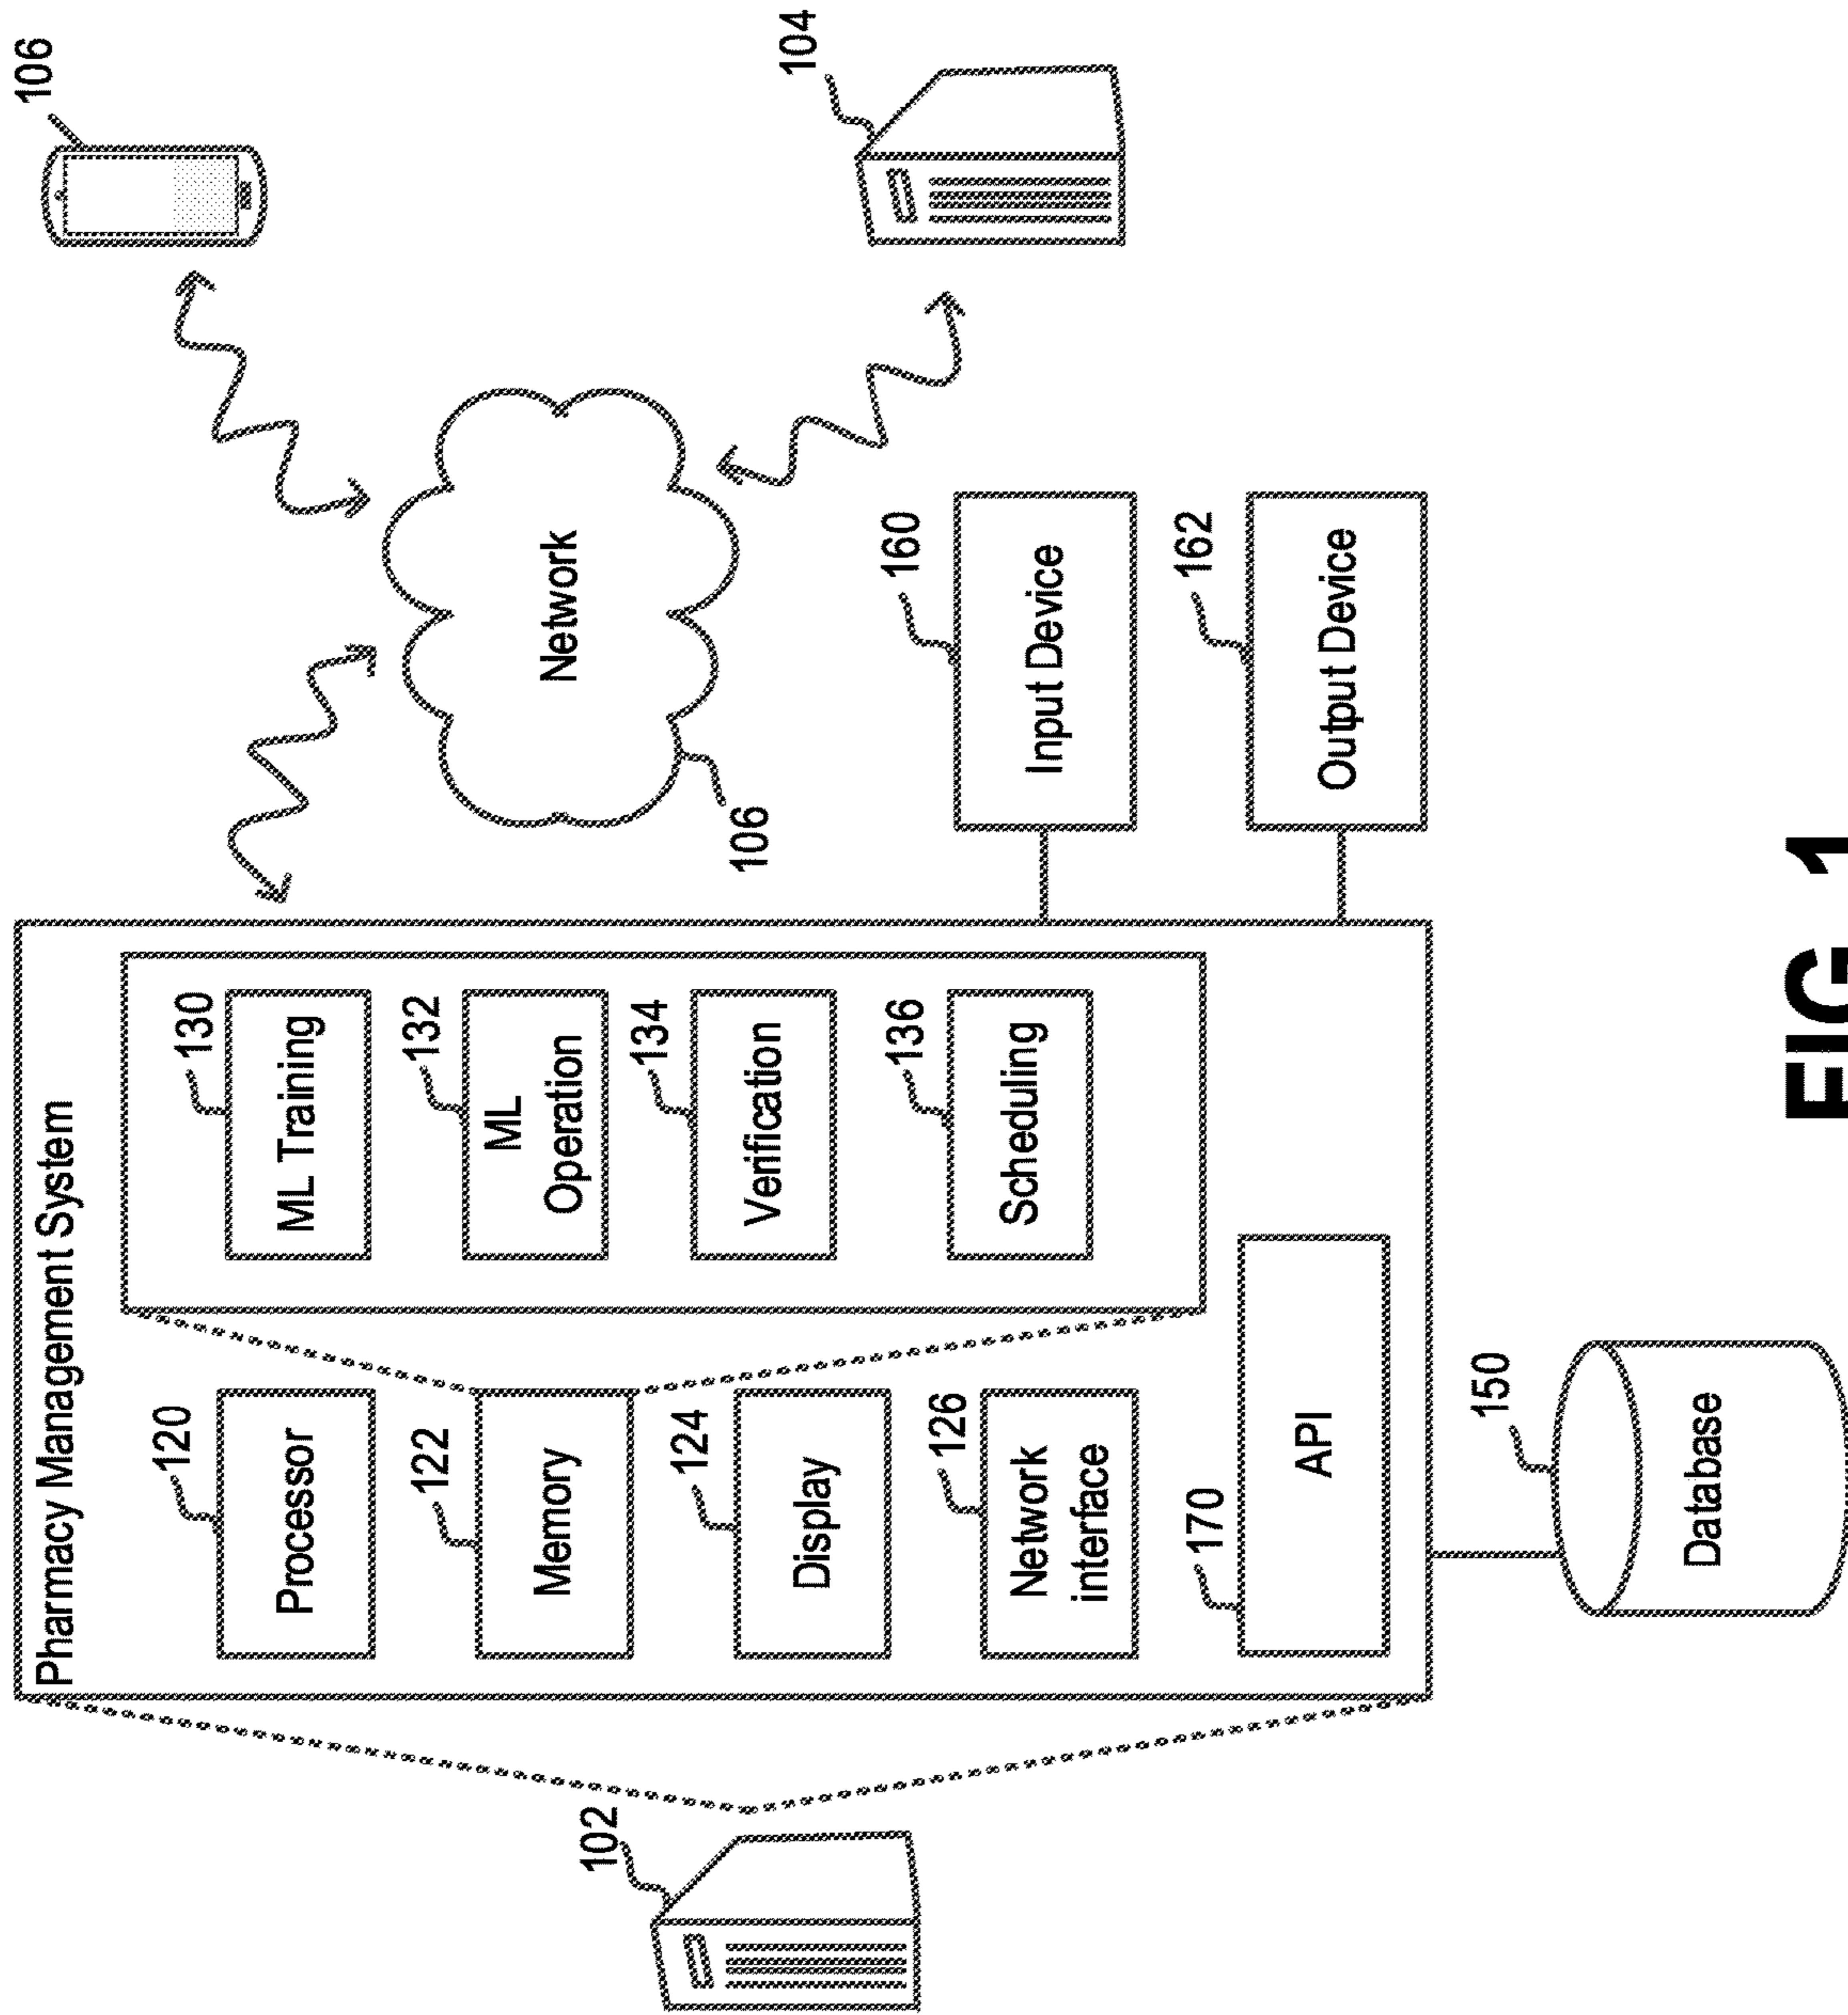 Pharmacy Management System
102
120
Processor
122
Memory
124
Display
126
Network
interface
170
API
130
ML Training
132
ML
Operation
134
Verification
136
Scheduling
150
Database
106
Network
106
104
160
Input Device
162
Output Device
FIG. 1